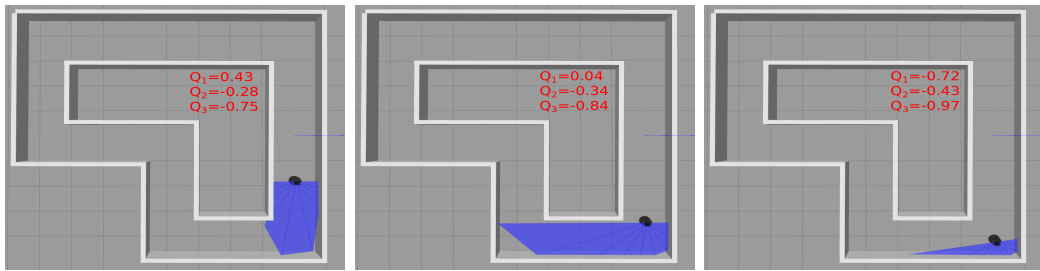 Q₁=0.43
Q₂=-0.28
Q₃=-0.75
Q₁=0.04
Q₂=-0.34
Q₃=-0.84
Q₁=-0.72
Q₂=-0.43
Q₃=-0.97